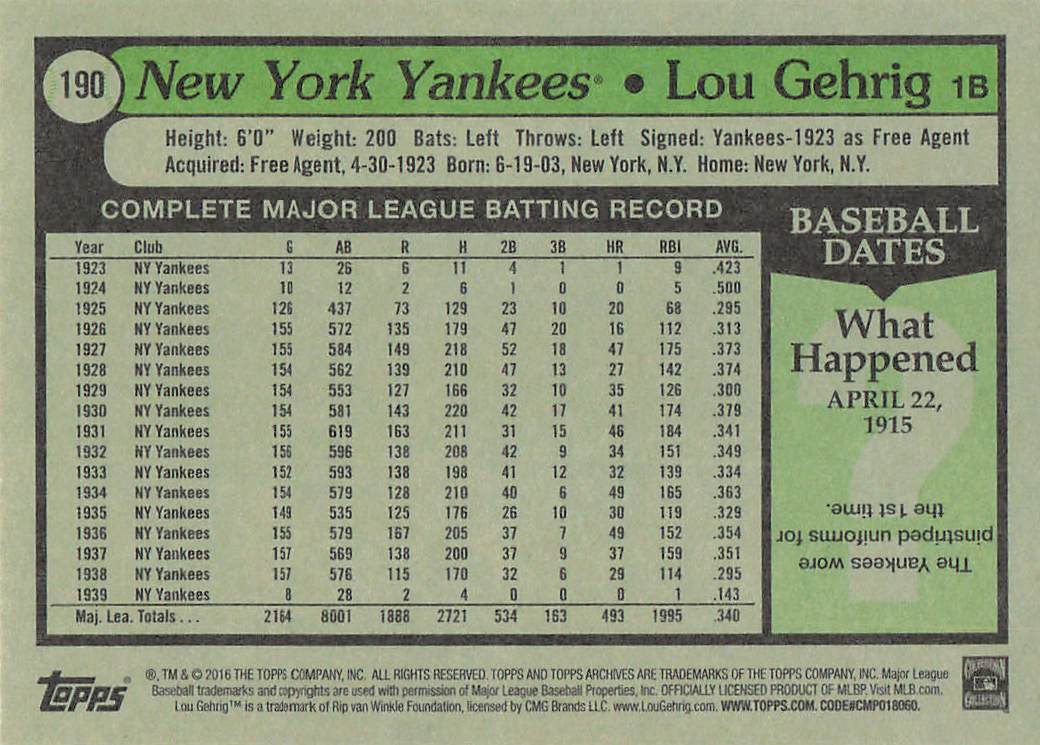 190 New York Yankees® • Lou Gehrig 1B
Height: 6'0" Weight: 200 Bats: Left Throws: Left Signed: Yankees-1923 as Free Agent
Acquired: Free Agent, 4-30-1923 Born: 6-19-03, New York, N.Y. Home: New York, N.Y.
COMPLETE MAJOR LEAGUE BATTING RECORD
Year Club G AB R H 2B 3B HR RBI AVG.
1923 NY Yankees 13 26 6 11 4 1 1 9 .423
1924 NY Yankees 10 12 2 6 1 0 0 5 .500
1925 NY Yankees 126 437 73 129 23 10 20 68 .295
1926 NY Yankees 155 572 135 179 47 20 16 112 .313
1927 NY Yankees 155 584 149 218 52 18 47 175 .373
1928 NY Yankees 154 562 139 210 47 13 27 142 .374
1929 NY Yankees 154 553 127 166 32 10 35 126 .300
1930 NY Yankees 154 581 143 220 42 17 41 174 .379
1931 NY Yankees 155 619 163 211 31 15 46 184 .341
1932 NY Yankees 156 596 138 208 42 9 34 151 .349
1933 NY Yankees 152 593 138 198 41 12 32 139 .334
1934 NY Yankees 154 579 128 210 40 6 49 165 .363
1935 NY Yankees 149 535 125 176 26 10 30 119 .329
1936 NY Yankees 155 579 167 205 37 7 49 152 .354
1937 NY Yankees 157 569 138 200 37 9 37 159 .351
1938 NY Yankees 157 576 115 170 32 6 29 114 .295
1939 NY Yankees 8 28 2 4 0 0 0 1 .143
Maj. Lea. Totals . . . 2164 8001 1888 2721 534 163 493 1995 .340
BASEBALL
DATES
What
Happened
APRIL 22,
1915
The Yankees wore
pinstriped uniforms for
the 1st time.
topps®
®, TM & © 2016 THE TOPPS COMPANY, INC. ALL RIGHTS RESERVED. TOPPS AND TOPPS ARCHIVES ARE TRADEMARKS OF THE TOPPS COMPANY, INC. Major League
Baseball trademarks and copyrights are used with permission of Major League Baseball Properties, Inc. OFFICIALLY LICENSED PRODUCT OF MLBP. Visit MLB.com.
Lou Gehrig™ is a trademark of Rip van Winkle Foundation, licensed by CMG Brands LLC. www.LouGehrig.com. WWW.TOPPS.COM. CODE#CMP018060.
COOPERSTOWN
COLLECTION